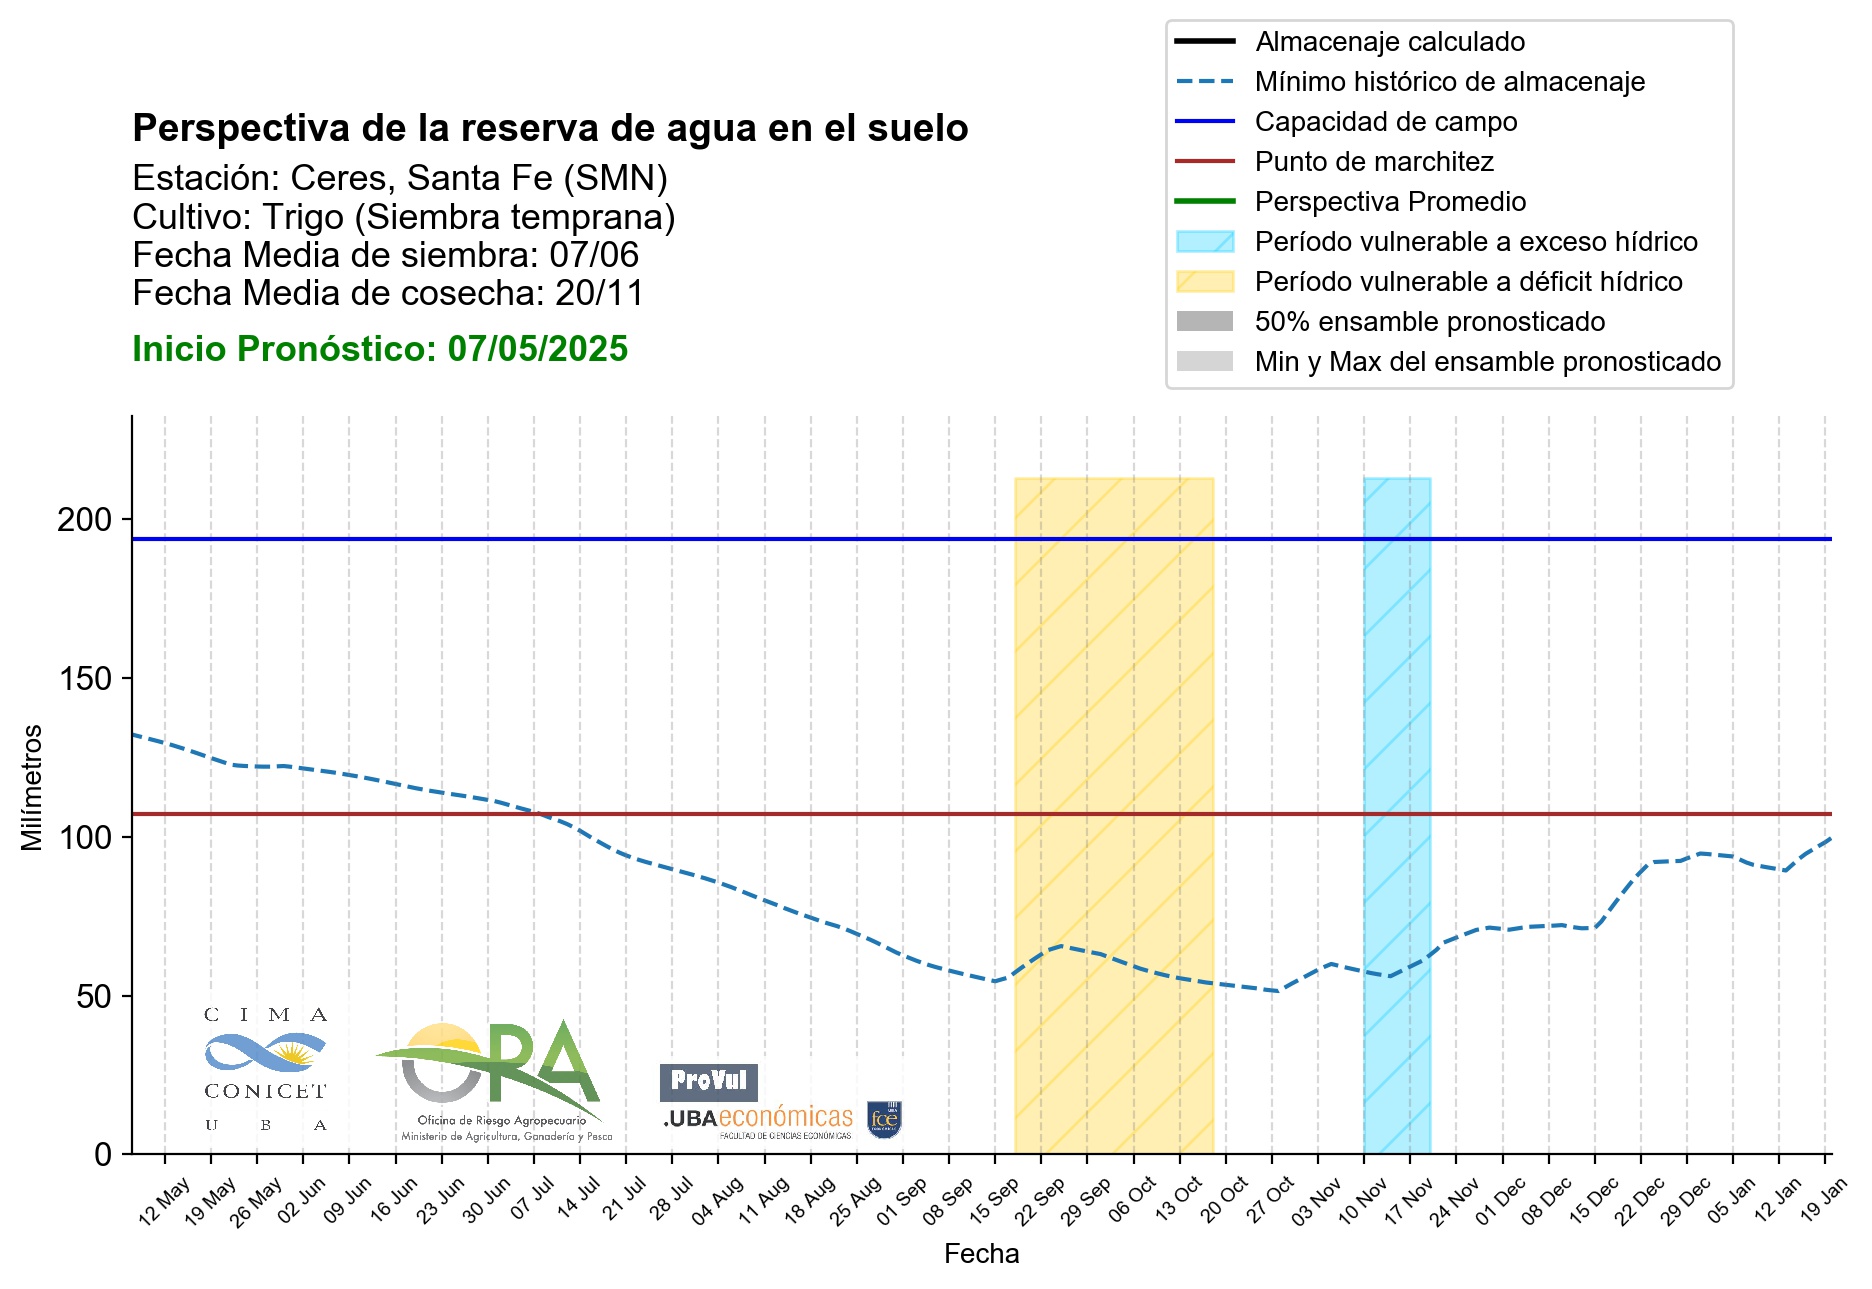 Almacenaje calculado
Mínimo histórico de almacenaje
Capacidad de campo
Punto de marchitez
Perspectiva Promedio
Período vulnerable a exceso hídrico
Período vulnerable a déficit hídrico
50% ensamble pronosticado
Min y Max del ensamble pronosticado
Perspectiva de la reserva de agua en el suelo
Estación: Ceres, Santa Fe (SMN)
Cultivo: Trigo (Siembra temprana)
Fecha Media de siembra: 07/06
Fecha Media de cosecha: 20/11
Inicio Pronóstico: 07/05/2025
200
150
100
50
0
Milímetros
CIMA
CONICET
UBA
ORA
Oficina de Riesgo Agropecuario
Ministerio de Agricultura, Ganadería y Pesca
ProVul
.UBAeconómicas
FACULTAD DE CIENCIAS ECONÓMICAS
UBA
fce
12 May
19 May
26 May
02 Jun
09 Jun
16 Jun
23 Jun
30 Jun
07 Jul
14 Jul
21 Jul
28 Jul
04 Aug
11 Aug
18 Aug
25 Aug
01 Sep
08 Sep
15 Sep
22 Sep
29 Sep
06 Oct
13 Oct
20 Oct
27 Oct
03 Nov
10 Nov
17 Nov
24 Nov
01 Dec
08 Dec
15 Dec
22 Dec
29 Dec
05 Jan
12 Jan
19 Jan
Fecha